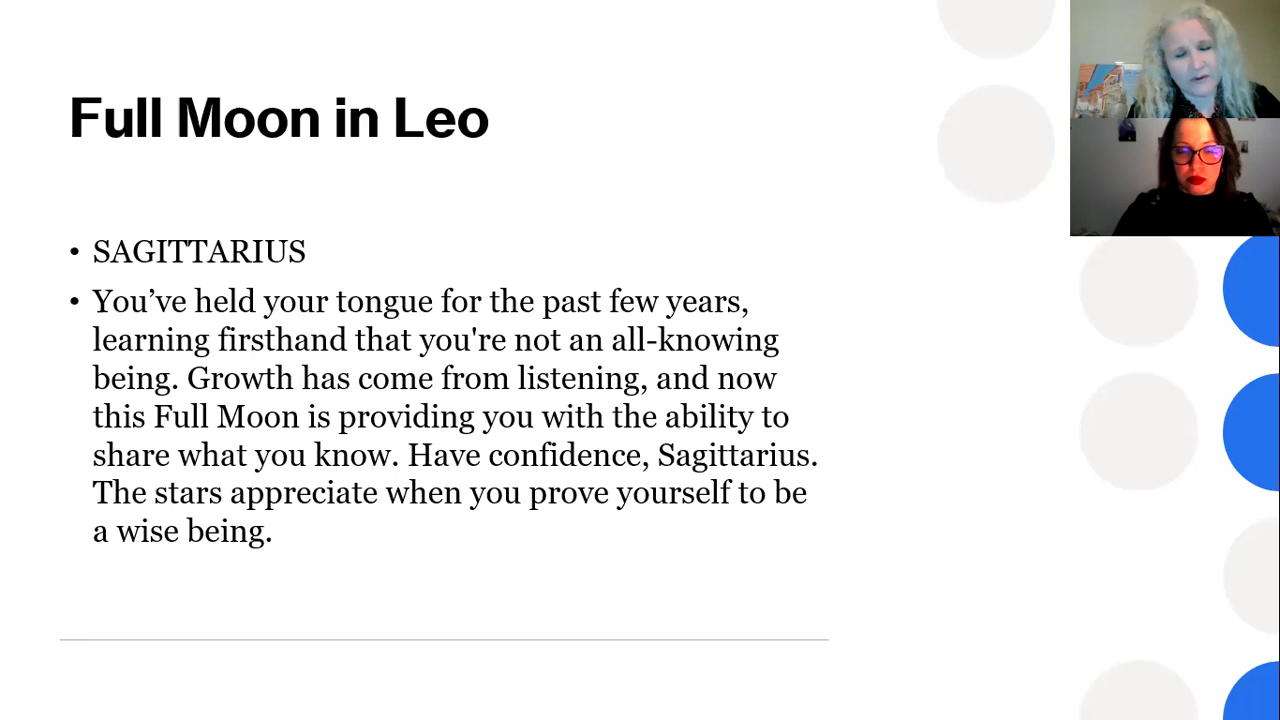 Full Moon in Leo
• SAGITTARIUS
• You’ve held your tongue for the past few years,
learning firsthand that you're not an all-knowing
being. Growth has come from listening, and now
this Full Moon is providing you with the ability to
share what you know. Have confidence, Sagittarius.
The stars appreciate when you prove yourself to be
a wise being.